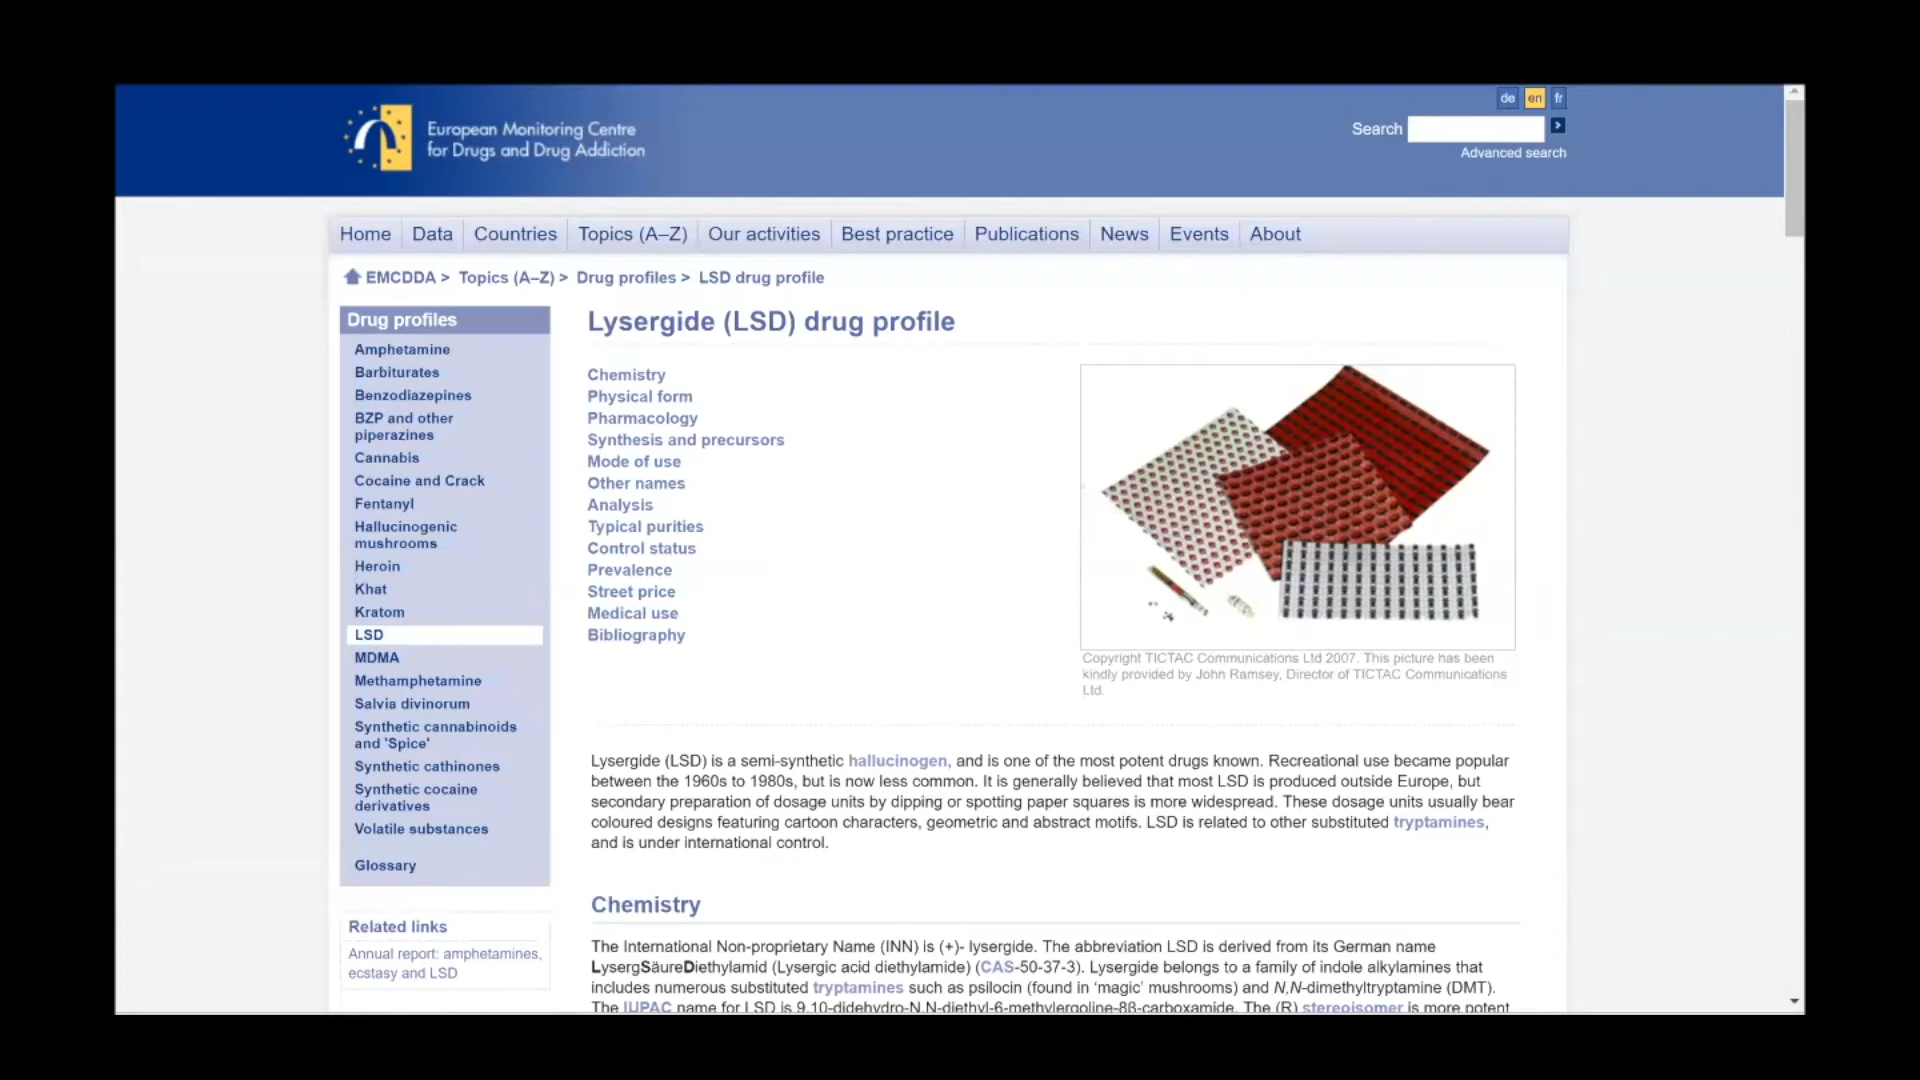 European Monitoring Centre
for Drugs and Drug Addiction
de en fr
Search
Advanced search
Home Data Countries Topics (A–Z) Our activities Best practice Publications News Events About
EMCDDA > Topics (A–Z) > Drug profiles > LSD drug profile
Drug profiles
Amphetamine
Barbiturates
Benzodiazepines
BZP and other
piperazines
Cannabis
Cocaine and Crack
Fentanyl
Hallucinogenic
mushrooms
Heroin
Khat
Kratom
LSD
MDMA
Methamphetamine
Salvia divinorum
Synthetic cannabinoids
and 'Spice'
Synthetic cathinones
Synthetic cocaine
derivatives
Volatile substances
Glossary
Related links
Annual report: amphetamines,
ecstasy and LSD
Lysergide (LSD) drug profile
Chemistry
Physical form
Pharmacology
Synthesis and precursors
Mode of use
Other names
Analysis
Typical purities
Control status
Prevalence
Street price
Medical use
Bibliography
Copyright TICTAC Communications Ltd 2007. This picture has been
kindly provided by John Ramsey, Director of TICTAC Communications
Ltd.
Lysergide (LSD) is a semi-synthetic hallucinogen, and is one of the most potent drugs known. Recreational use became popular
between the 1960s to 1980s, but is now less common. It is generally believed that most LSD is produced outside Europe, but
secondary preparation of dosage units by dipping or spotting paper squares is more widespread. These dosage units usually bear
coloured designs featuring cartoon characters, geometric and abstract motifs. LSD is related to other substituted tryptamines,
and is under international control.
Chemistry
The International Non-proprietary Name (INN) is (+)- lysergide. The abbreviation LSD is derived from its German name
LysergSäureDiethylamid (Lysergic acid diethylamide) (CAS-50-37-3). Lysergide belongs to a family of indole alkylamines that
includes numerous substituted tryptamines such as psilocin (found in ‘magic’ mushrooms) and N,N-dimethyltryptamine (DMT).
The IUPAC name for LSD is 9,10-didehydro-N,N-diethyl-6-methylergoline-8β-carboxamide. The (R) stereoisomer is more potent